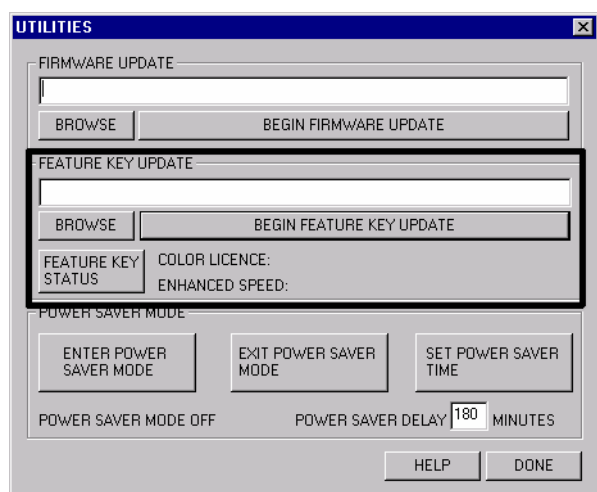 UTILITIES
FIRMWARE UPDATE
BROWSE BEGIN FIRMWARE UPDATE
FEATURE KEY UPDATE
BROWSE BEGIN FEATURE KEY UPDATE
FEATURE KEY STATUS COLOR LICENCE:
ENHANCED SPEED:
POWER SAVER MODE
ENTER POWER SAVER MODE EXIT POWER SAVER MODE SET POWER SAVER TIME
POWER SAVER MODE OFF POWER SAVER DELAY 180 MINUTES
HELP DONE